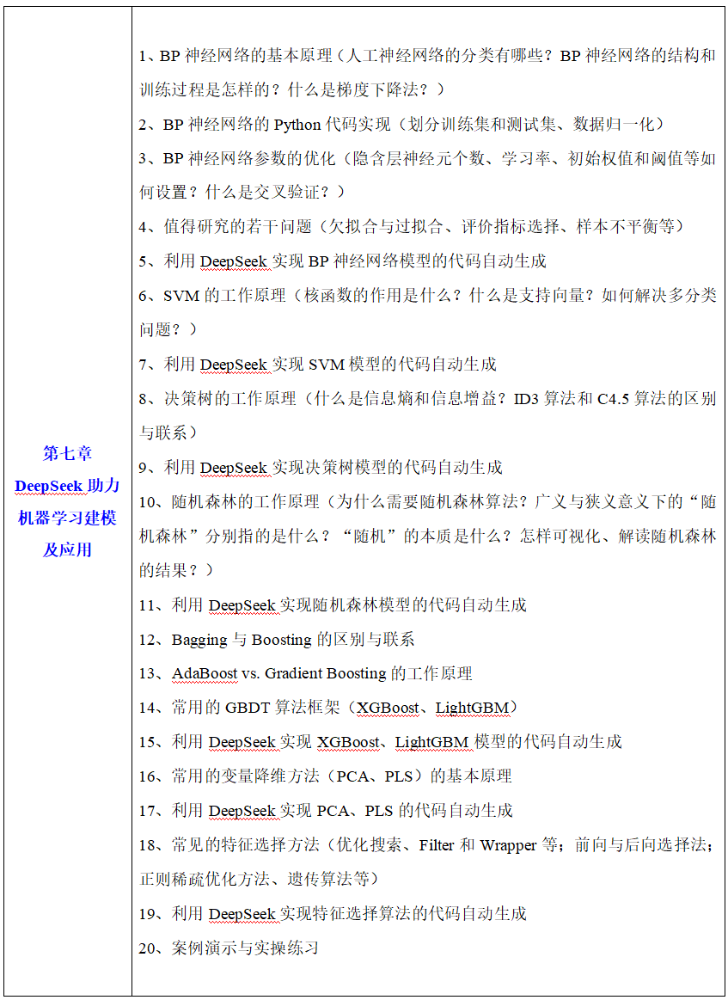 第七章
DeepSeek 助力
机器学习建模
及应用
1、BP 神经网络的基本原理（人工神经网络的分类有哪些？BP 神经网络的结构和
训练过程是怎样的？什么是梯度下降法？）
2、BP 神经网络的 Python 代码实现（划分训练集和测试集、数据归一化）
3、BP 神经网络参数的优化（隐含层神经元个数、学习率、初始权值和阈值等如
何设置？什么是交叉验证？）
4、值得研究的若干问题（欠拟合与过拟合、评价指标选择、样本不平衡等）
5、利用 DeepSeek 实现 BP 神经网络模型的代码自动生成
6、SVM 的工作原理（核函数的作用是什么？什么是支持向量？如何解决多分类
问题？）
7、利用 DeepSeek 实现 SVM 模型的代码自动生成
8、决策树的工作原理（什么是信息熵和信息增益？ID3 算法和 C4.5 算法的区别
与联系）
9、利用 DeepSeek 实现决策树模型的代码自动生成
10、随机森林的工作原理（为什么需要随机森林算法？广义与狭义意义下的“随
机森林”分别指的是什么？“随机”的本质是什么？怎样可视化、解读随机森林
的结果？）
11、利用 DeepSeek 实现随机森林模型的代码自动生成
12、Bagging 与 Boosting 的区别与联系
13、AdaBoost vs. Gradient Boosting 的工作原理
14、常用的 GBDT 算法框架（XGBoost、LightGBM）
15、利用 DeepSeek 实现 XGBoost、LightGBM 模型的代码自动生成
16、常用的变量降维方法（PCA、PLS）的基本原理
17、利用 DeepSeek 实现 PCA、PLS 的代码自动生成
18、常见的特征选择方法（优化搜索、Filter 和 Wrapper 等；前向与后向选择法；
正则稀疏优化方法、遗传算法等）
19、利用 DeepSeek 实现特征选择算法的代码自动生成
20、案例演示与实操练习